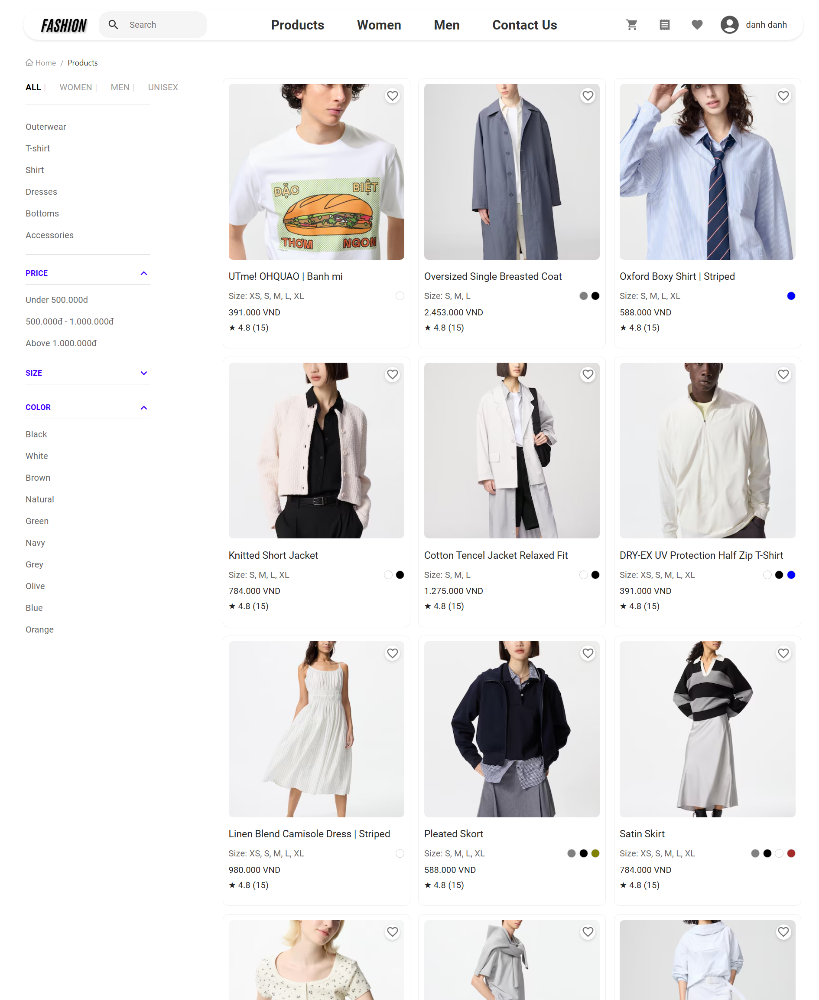 FASHION
Search
Products
Women
Men
Contact Us
danh danh
Home / Products
ALL | WOMEN | MEN | UNISEX
Outerwear
T-shirt
Shirt
Dresses
Bottoms
Accessories
PRICE
Under 500.000đ
500.000đ - 1.000.000đ
Above 1.000.000đ
SIZE
COLOR
Black
White
Brown
Natural
Green
Navy
Grey
Olive
Blue
Orange
ĐẶC BIỆT
THƠM NGON
UTme! OHQUAO | Banh mi
Size: XS, S, M, L, XL
391.000 VND
★ 4.8 (15)
Oversized Single Breasted Coat
Size: S, M, L
2.453.000 VND
★ 4.8 (15)
Oxford Boxy Shirt | Striped
Size: S, M, L, XL
588.000 VND
★ 4.8 (15)
Knitted Short Jacket
Size: S, M, L, XL
784.000 VND
★ 4.8 (15)
Cotton Tencel Jacket Relaxed Fit
Size: S, M, L
1.275.000 VND
★ 4.8 (15)
DRY-EX UV Protection Half Zip T-Shirt
Size: XS, S, M, L, XL
391.000 VND
★ 4.8 (15)
Linen Blend Camisole Dress | Striped
Size: XS, S, M, L, XL
980.000 VND
★ 4.8 (15)
Pleated Skort
Size: S, M, L, XL
588.000 VND
★ 4.8 (15)
Satin Skirt
Size: XS, S, M, L, XL
784.000 VND
★ 4.8 (15)